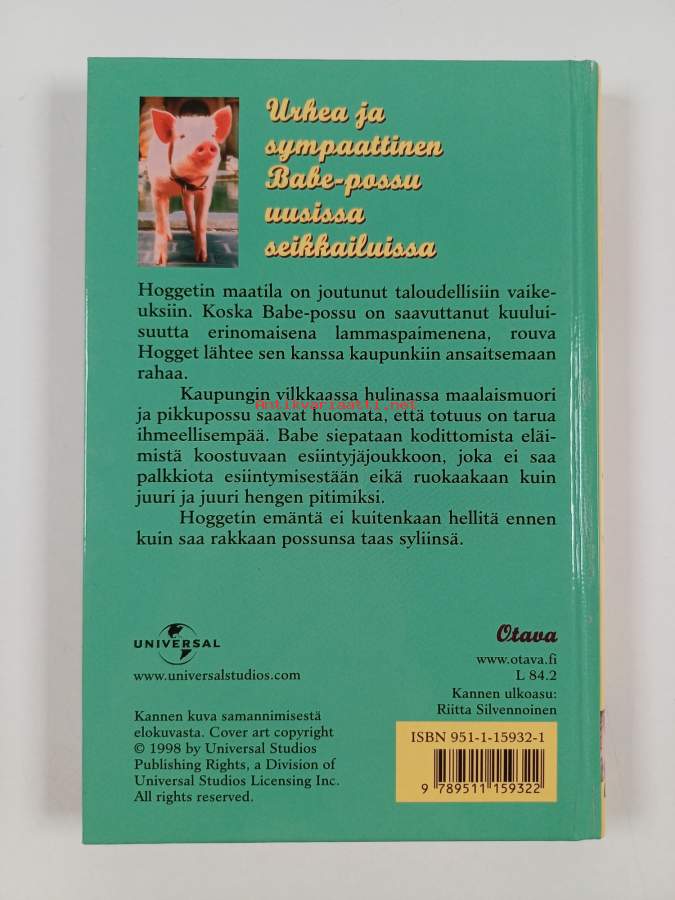 Urhea ja
sympaattinen
Babe-possu
uusissa
seikkailuissa
Hoggetin maatila on joutunut taloudellisiin vaike-
uksiin. Koska Babe-possu on saavuttanut kuului-
suutta erinomaisena lammaspaimenena, rouva
Hogget lähtee sen kanssa kaupunkiin ansaitsemaan
rahaa.
Kaupungin vilkkaassa hulinassa maalaismuori
ja pikkupossu saavat huomata, että totuus on tarua
ihmeellisempää. Babe siepataan kodittomista eläi-
mistä koostuvaan esiintyjäjoukkoon, joka ei saa
palkkiota esiintymisestään eikä ruokaakaan kuin
juuri ja juuri hengen pitimiksi.
Hoggetin emäntä ei kuitenkaan hellitä ennen
kuin saa rakkaan possunsa taas syliinsä.
Antikvariaatti.net
UNIVERSAL
www.universalstudios.com
Kannen kuva samannimisestä
elokuvasta. Cover art copyright
© 1998 by Universal Studios
Publishing Rights, a Division of
Universal Studios Licensing Inc.
All rights reserved.
Otava
www.otava.fi
L 84.2
Kannen ulkoasu:
Riitta Silvennoinen
ISBN 951-1-15932-1
9 789511 159322